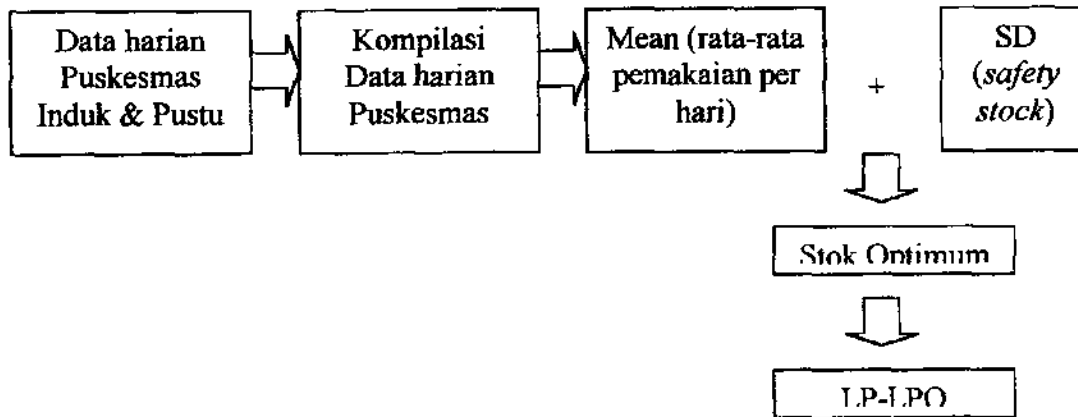 Data harian
Puskesmas
Induk & Pustu
Kompilasi
Data harian
Puskesmas
Mean (rata-rata
pemakaian per
hari)
+
SD
(safety
stock)
Stok Optimum
LP-LPO